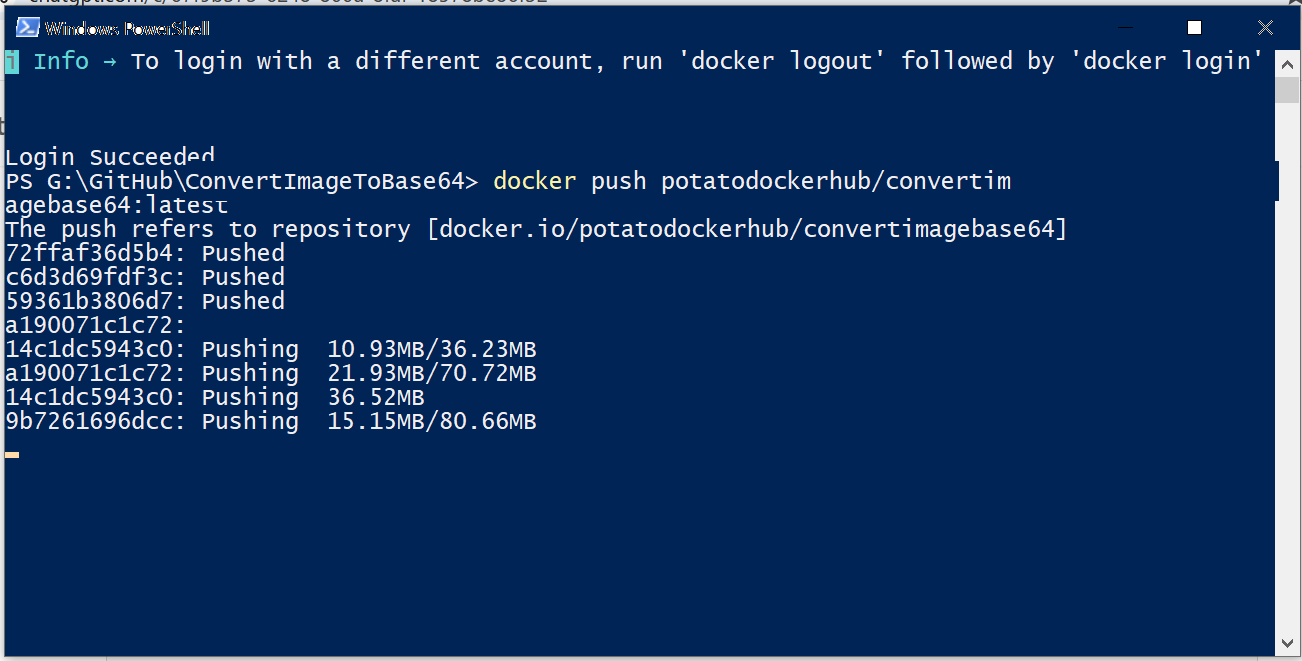 Windows PowerShell
i Info → To login with a different account, run 'docker logout' followed by 'docker login'
Login Succeeded
PS G:\GitHub\ConvertImageToBase64> docker push potatodockerhub/convertim
agebase64:latest
The push refers to repository [docker.io/potatodockerhub/convertimagebase64]
72ffaf36d5b4: Pushed
c6d3d69fdf3c: Pushed
59361b3806d7: Pushed
a190071c1c72:
14c1dc5943c0: Pushing  10.93MB/36.23MB
a190071c1c72: Pushing  21.93MB/70.72MB
14c1dc5943c0: Pushing  36.52MB
9b7261696dcc: Pushing  15.15MB/80.66MB